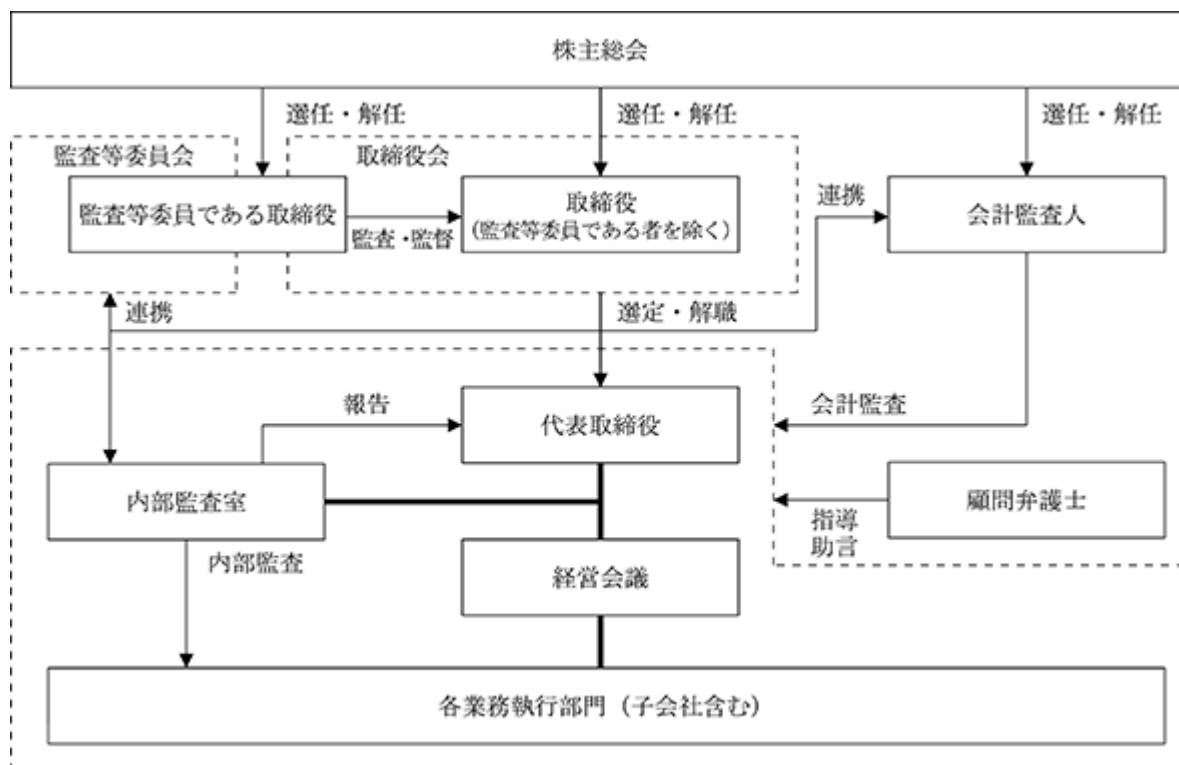 株主総会
選任・解任
選任・解任
選任・解任
監査等委員会
取締役会
監査等委員である取締役
監査・監督
取締役
(監査等委員である者を除く)
連携
会計監査人
連携
選定・解職
報告
代表取締役
会計監査
内部監査室
顧問弁護士
指導
助言
内部監査
経営会議
各業務執行部門(子会社含む)